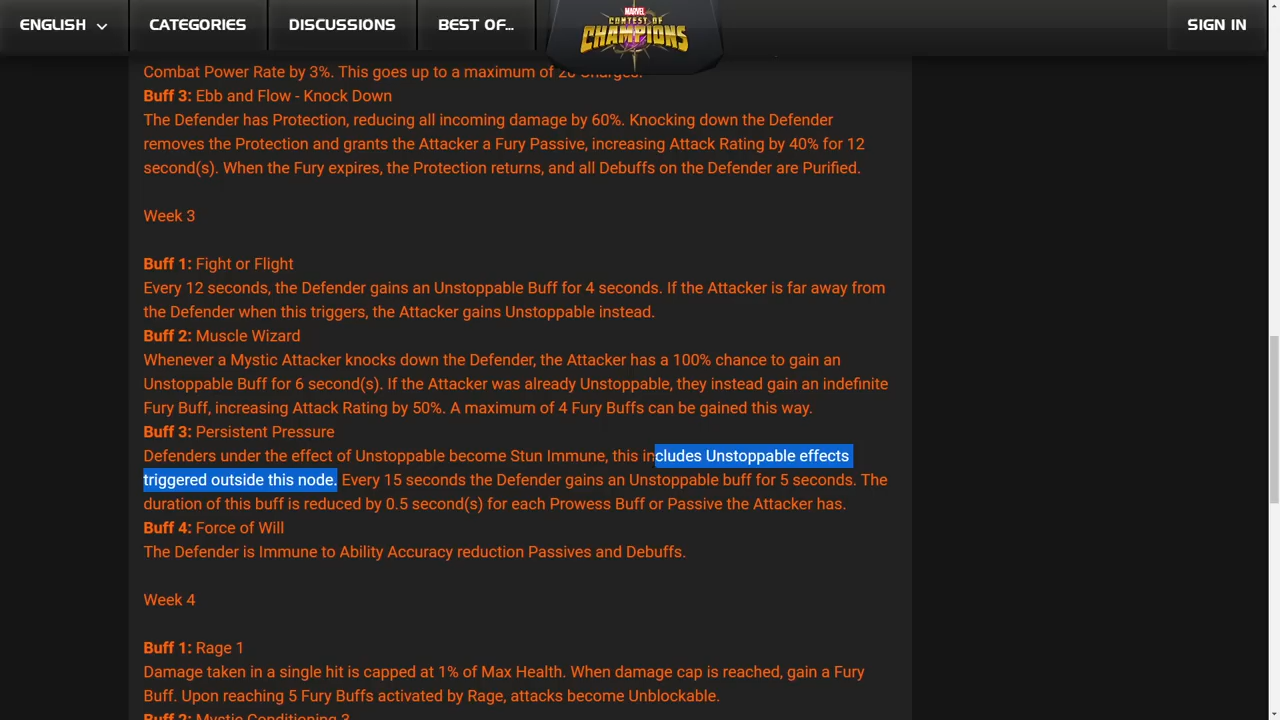 ENGLISH
CATEGORIES
DISCUSSIONS
BEST OF...
MARVEL
CONTEST OF
CHAMPIONS
SIGN IN
Combat Power Rate by 3%. This goes up to a maximum of 20 Charges.
Buff 3: Ebb and Flow - Knock Down
The Defender has Protection, reducing all incoming damage by 60%. Knocking down the Defender
removes the Protection and grants the Attacker a Fury Passive, increasing Attack Rating by 40% for 12
second(s). When the Fury expires, the Protection returns, and all Debuffs on the Defender are Purified.
Week 3
Buff 1: Fight or Flight
Every 12 seconds, the Defender gains an Unstoppable Buff for 4 seconds. If the Attacker is far away from
the Defender when this triggers, the Attacker gains Unstoppable instead.
Buff 2: Muscle Wizard
Whenever a Mystic Attacker knocks down the Defender, the Attacker has a 100% chance to gain an
Unstoppable Buff for 6 second(s). If the Attacker was already Unstoppable, they instead gain an indefinite
Fury Buff, increasing Attack Rating by 50%. A maximum of 4 Fury Buffs can be gained this way.
Buff 3: Persistent Pressure
Defenders under the effect of Unstoppable become Stun Immune, this includes Unstoppable effects
triggered outside this node. Every 15 seconds the Defender gains an Unstoppable buff for 5 seconds. The
duration of this buff is reduced by 0.5 second(s) for each Prowess Buff or Passive the Attacker has.
Buff 4: Force of Will
The Defender is Immune to Ability Accuracy reduction Passives and Debuffs.
Week 4
Buff 1: Rage 1
Damage taken in a single hit is capped at 1% of Max Health. When damage cap is reached, gain a Fury
Buff. Upon reaching 5 Fury Buffs activated by Rage, attacks become Unblockable.
Buff 2: Mystic Conditioning 3